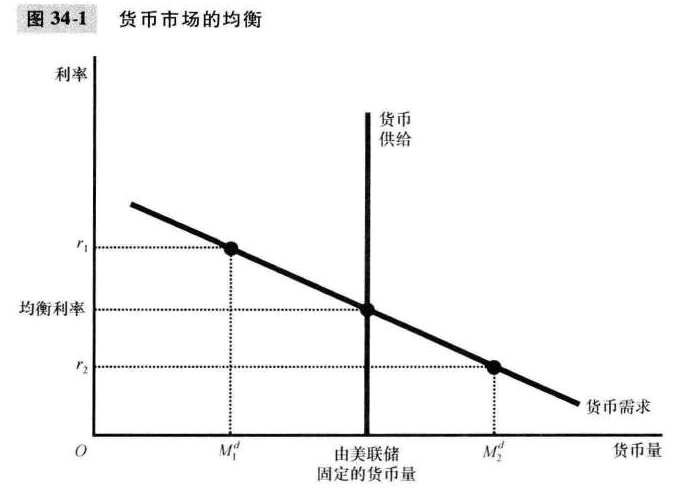 图 34-1 货币市场的均衡
利率
货币
供给
r₁
均衡利率
r₂
货币需求
O
M₁ᵈ
由美联储
固定的货币量
M₂ᵈ
货币量